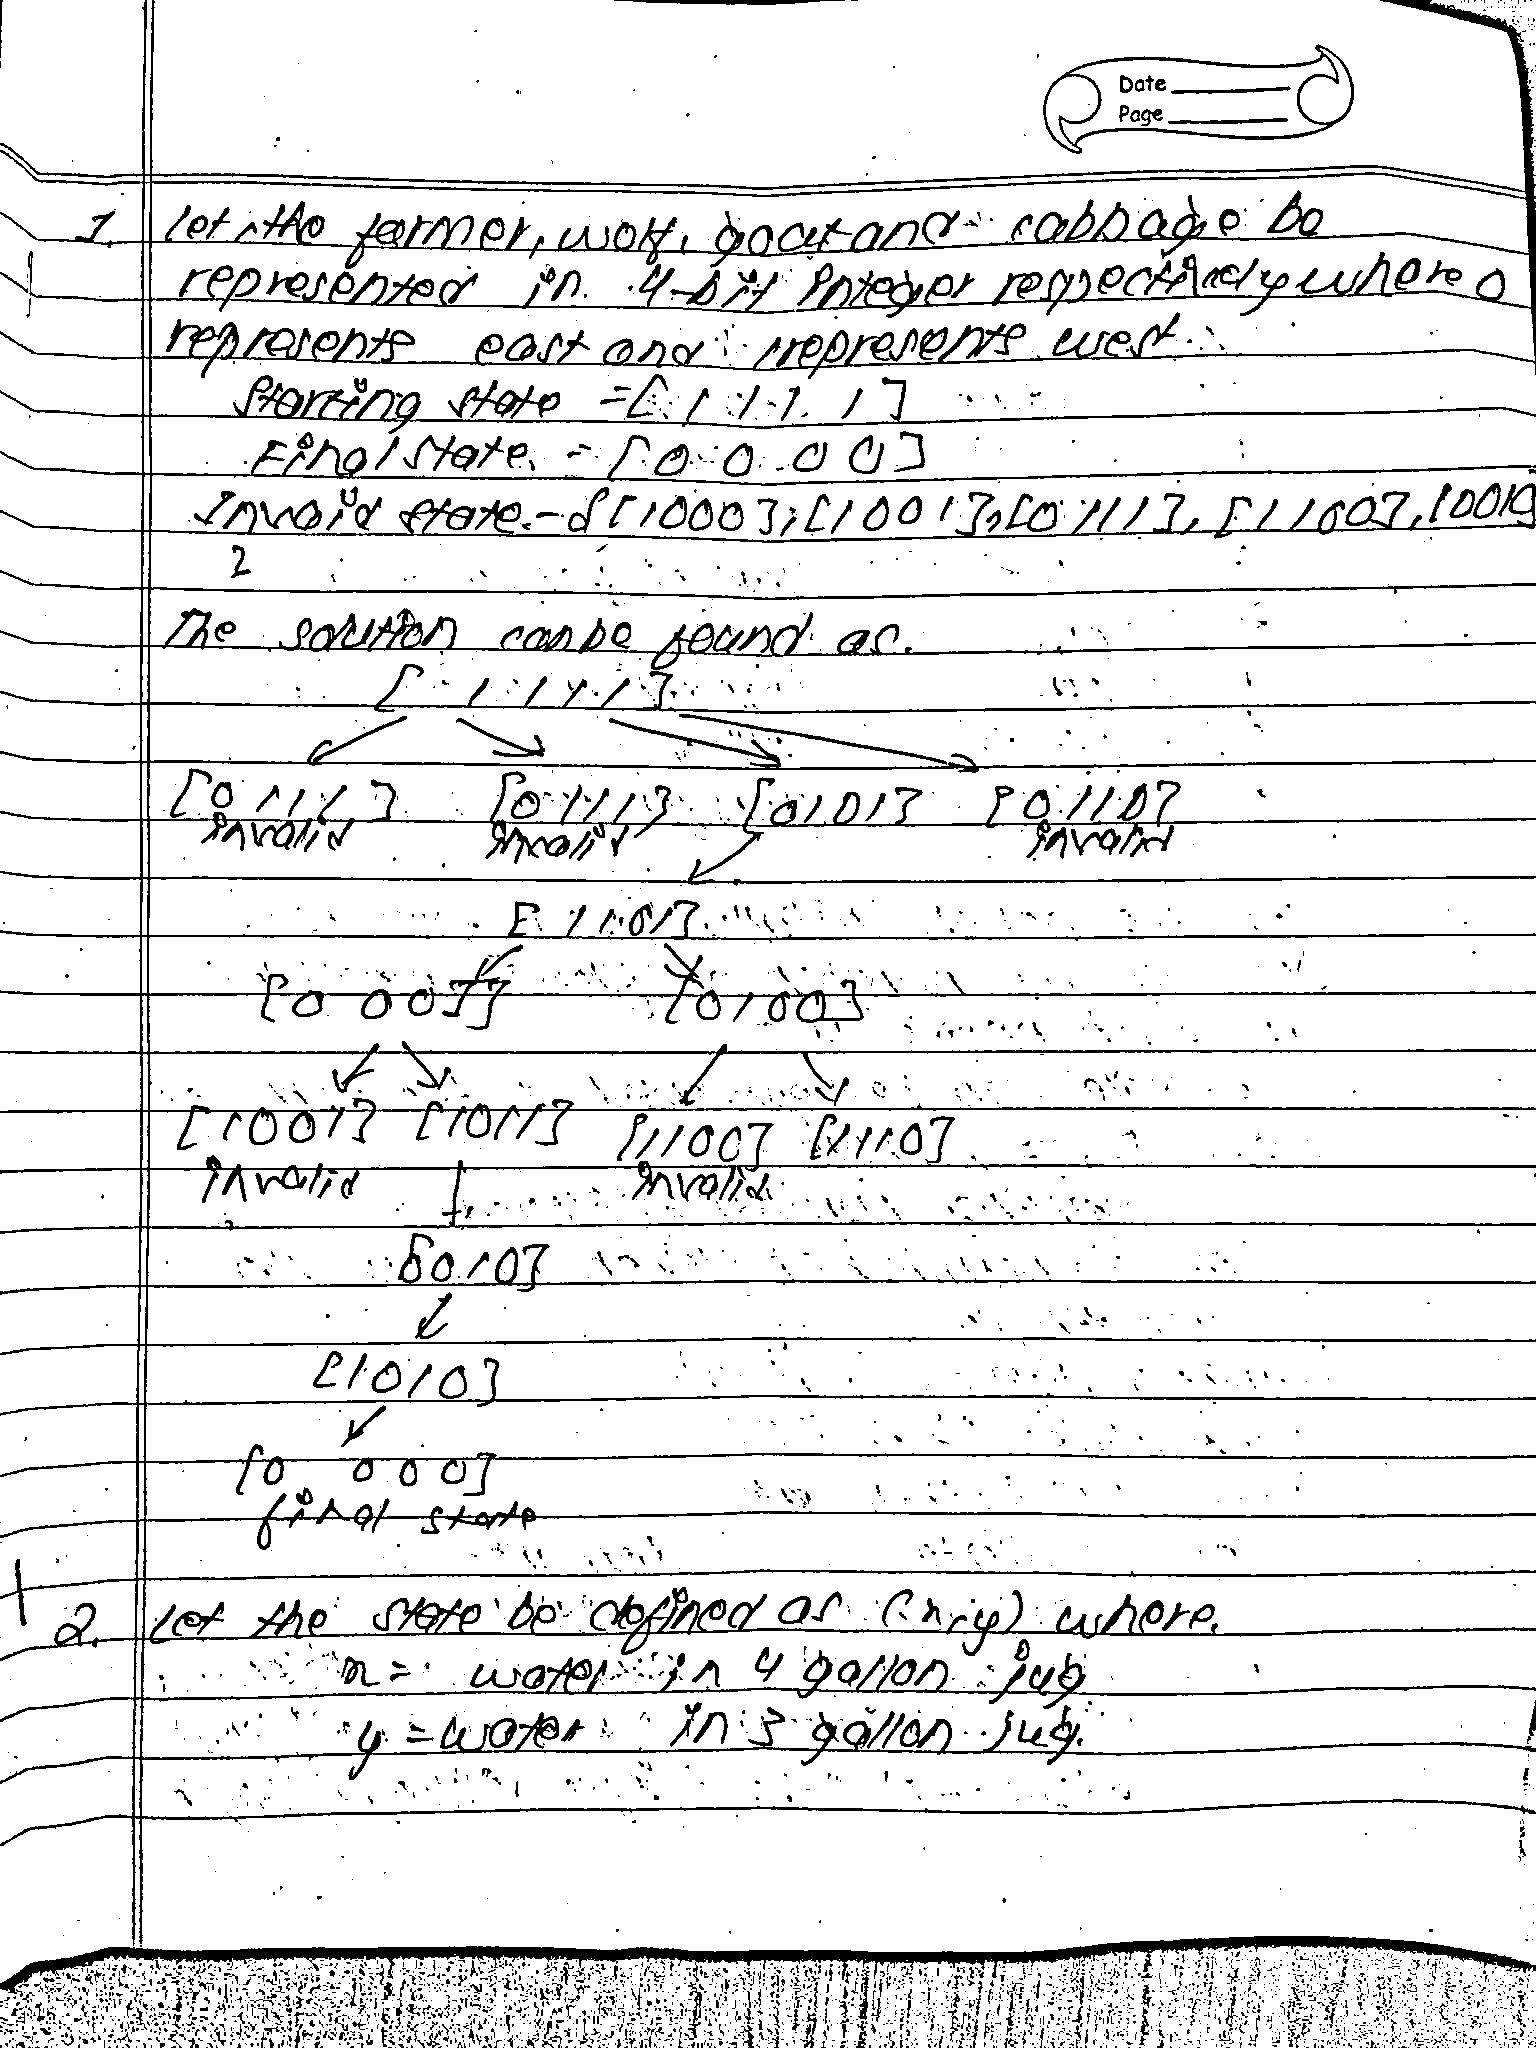 Date
Page
1. let the farmer, wolf, goat and cabbage be
represented in 4-bit integer respectively where 0
represents east and 1 represents west.
Starting state = [1 1 1 1]
Final state = [0 0 0 0]
Invalid state = {[1000], [1001], [0111], [1100],
The solution can be found as.
[1 1 1 1]
[0 1 1 1] [0 1 1 1] [0 1 0 1] [0 1 1 0]
invalid invalid invalid
[1 1 0 1]
[0 0 0 1] [0 1 0 0]
[1 0 0 1] [1 0 1 1] [1 1 0 0] [1 1 1 0]
invalid invalid
[0 0 1 0]
[1 0 1 0]
[0 0 0 0]
final state
2. Let the state be defined as (x,y) where.
x = water in 4 gallon jug
y = water in 3 gallon jug.